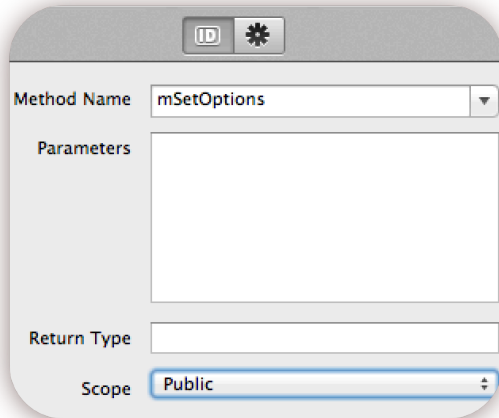 ID
Method Name mSetOptions
Parameters
Return Type
Scope Public